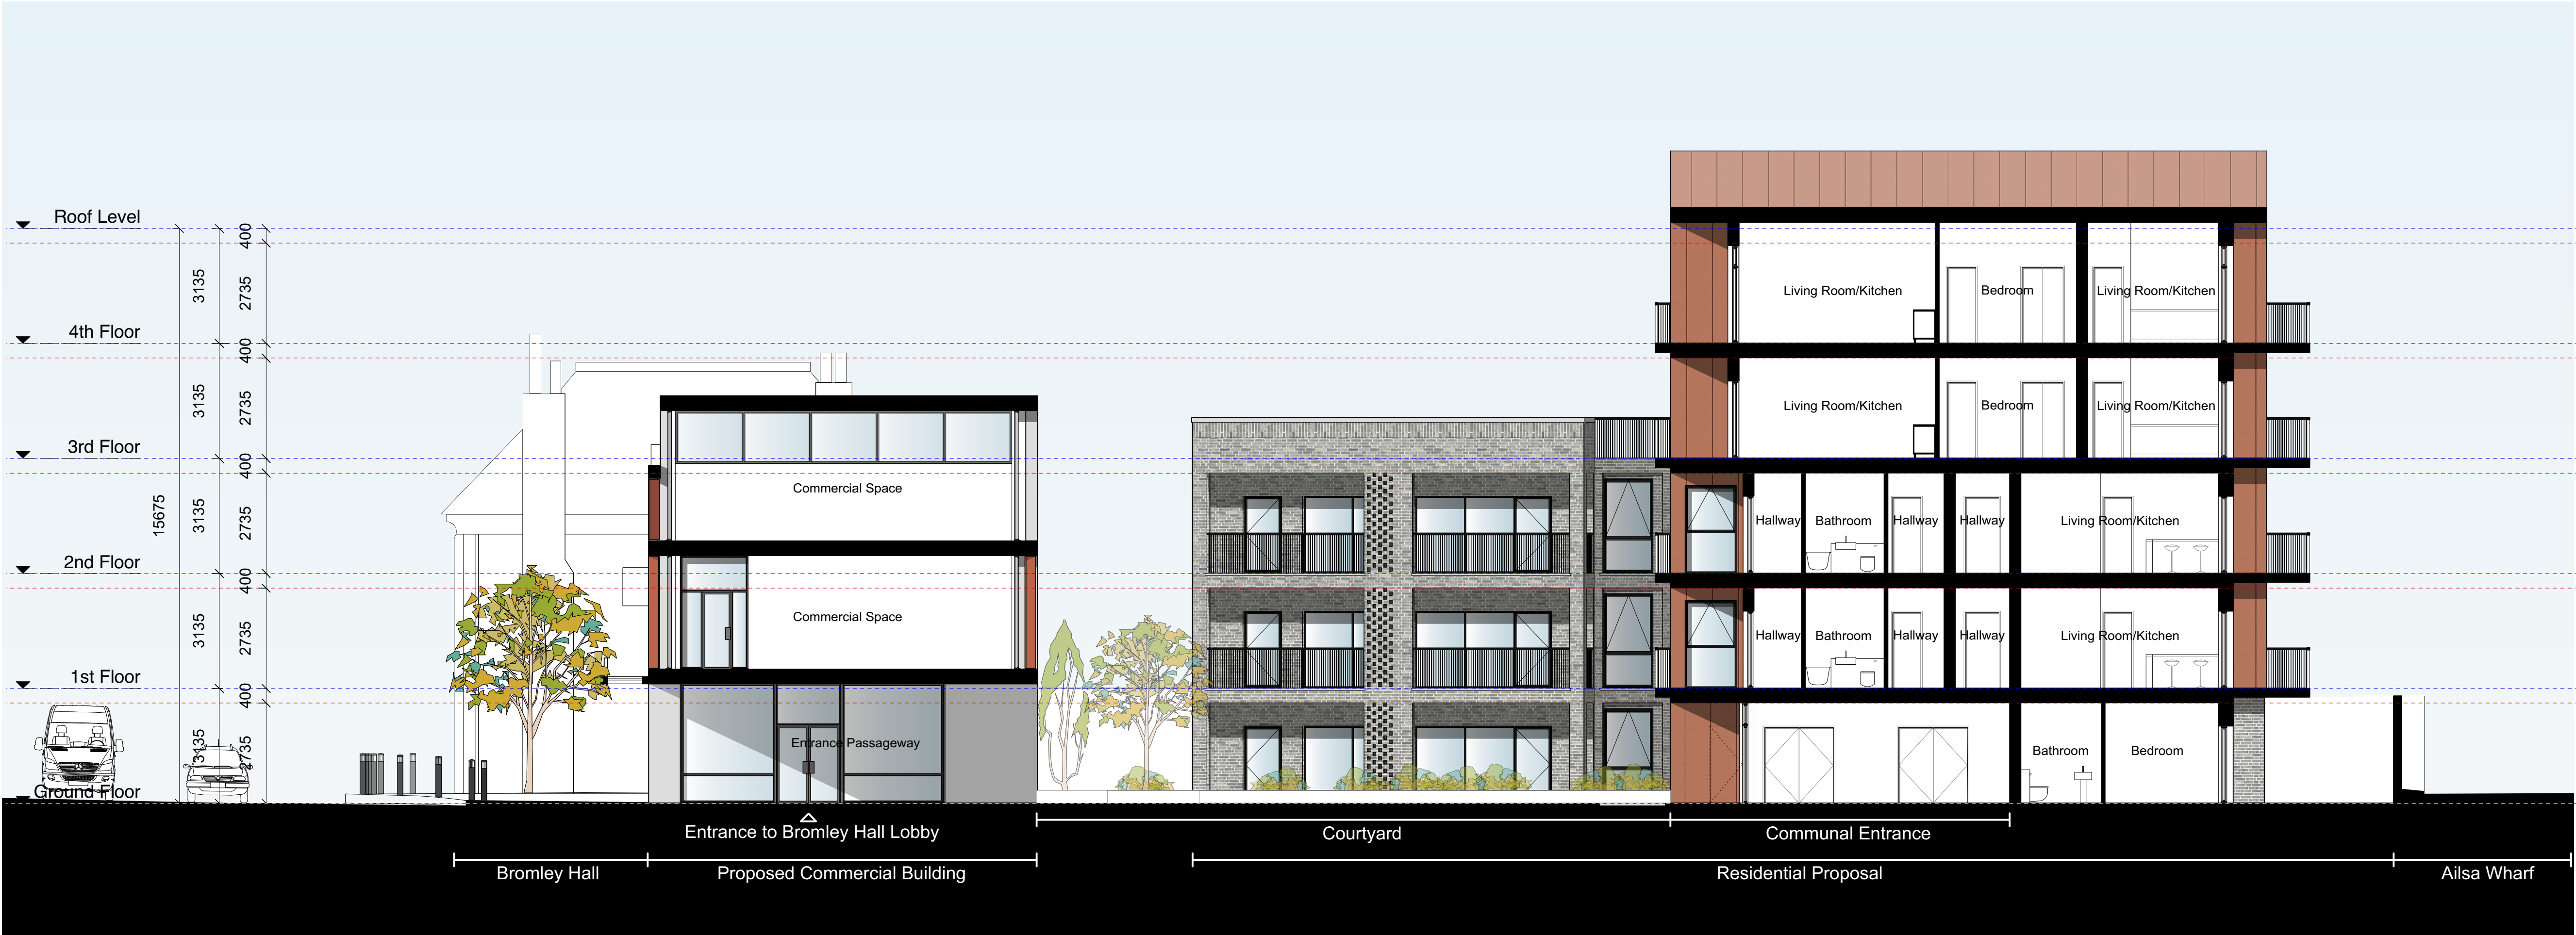 Roof Level
4th Floor
3rd Floor
2nd Floor
1st Floor
Ground Floor
15675
3135
3135
3135
3135
3135
400
2735
400
2735
400
2735
400
2735
400
2735
Commercial Space
Commercial Space
Entrance Passageway
Living Room/Kitchen
Bedroom
Living Room/Kitchen
Living Room/Kitchen
Bedroom
Living Room/Kitchen
Hallway
Bathroom
Hallway
Hallway
Living Room/Kitchen
Hallway
Bathroom
Hallway
Hallway
Living Room/Kitchen
Bathroom
Bedroom
Entrance to Bromley Hall Lobby
Courtyard
Communal Entrance
Bromley Hall
Proposed Commercial Building
Residential Proposal
Ailsa Wharf